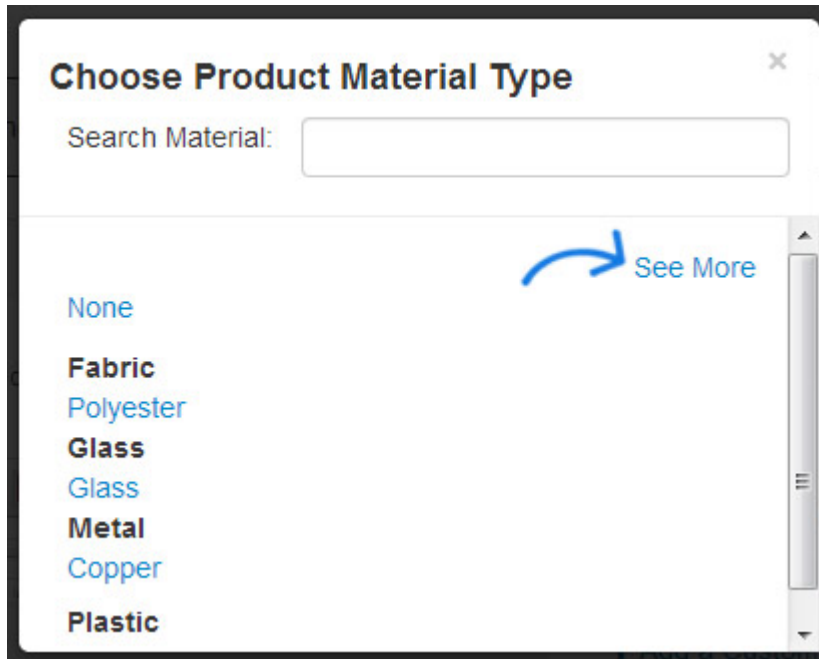 Choose Product Material Type
×
Search Material:
See More
None
Fabric
Polyester
Glass
Glass
Metal
Copper
Plastic